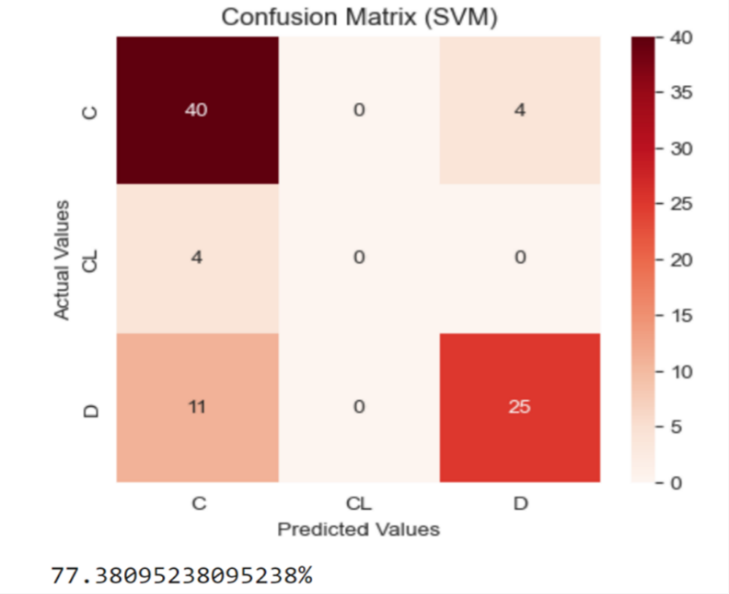 Confusion Matrix (SVM)
Actual Values
C
40
0
4
CL
4
0
0
D
11
0
25
C
CL
D
Predicted Values
40
35
30
25
20
15
10
5
0
77.38095238095238%